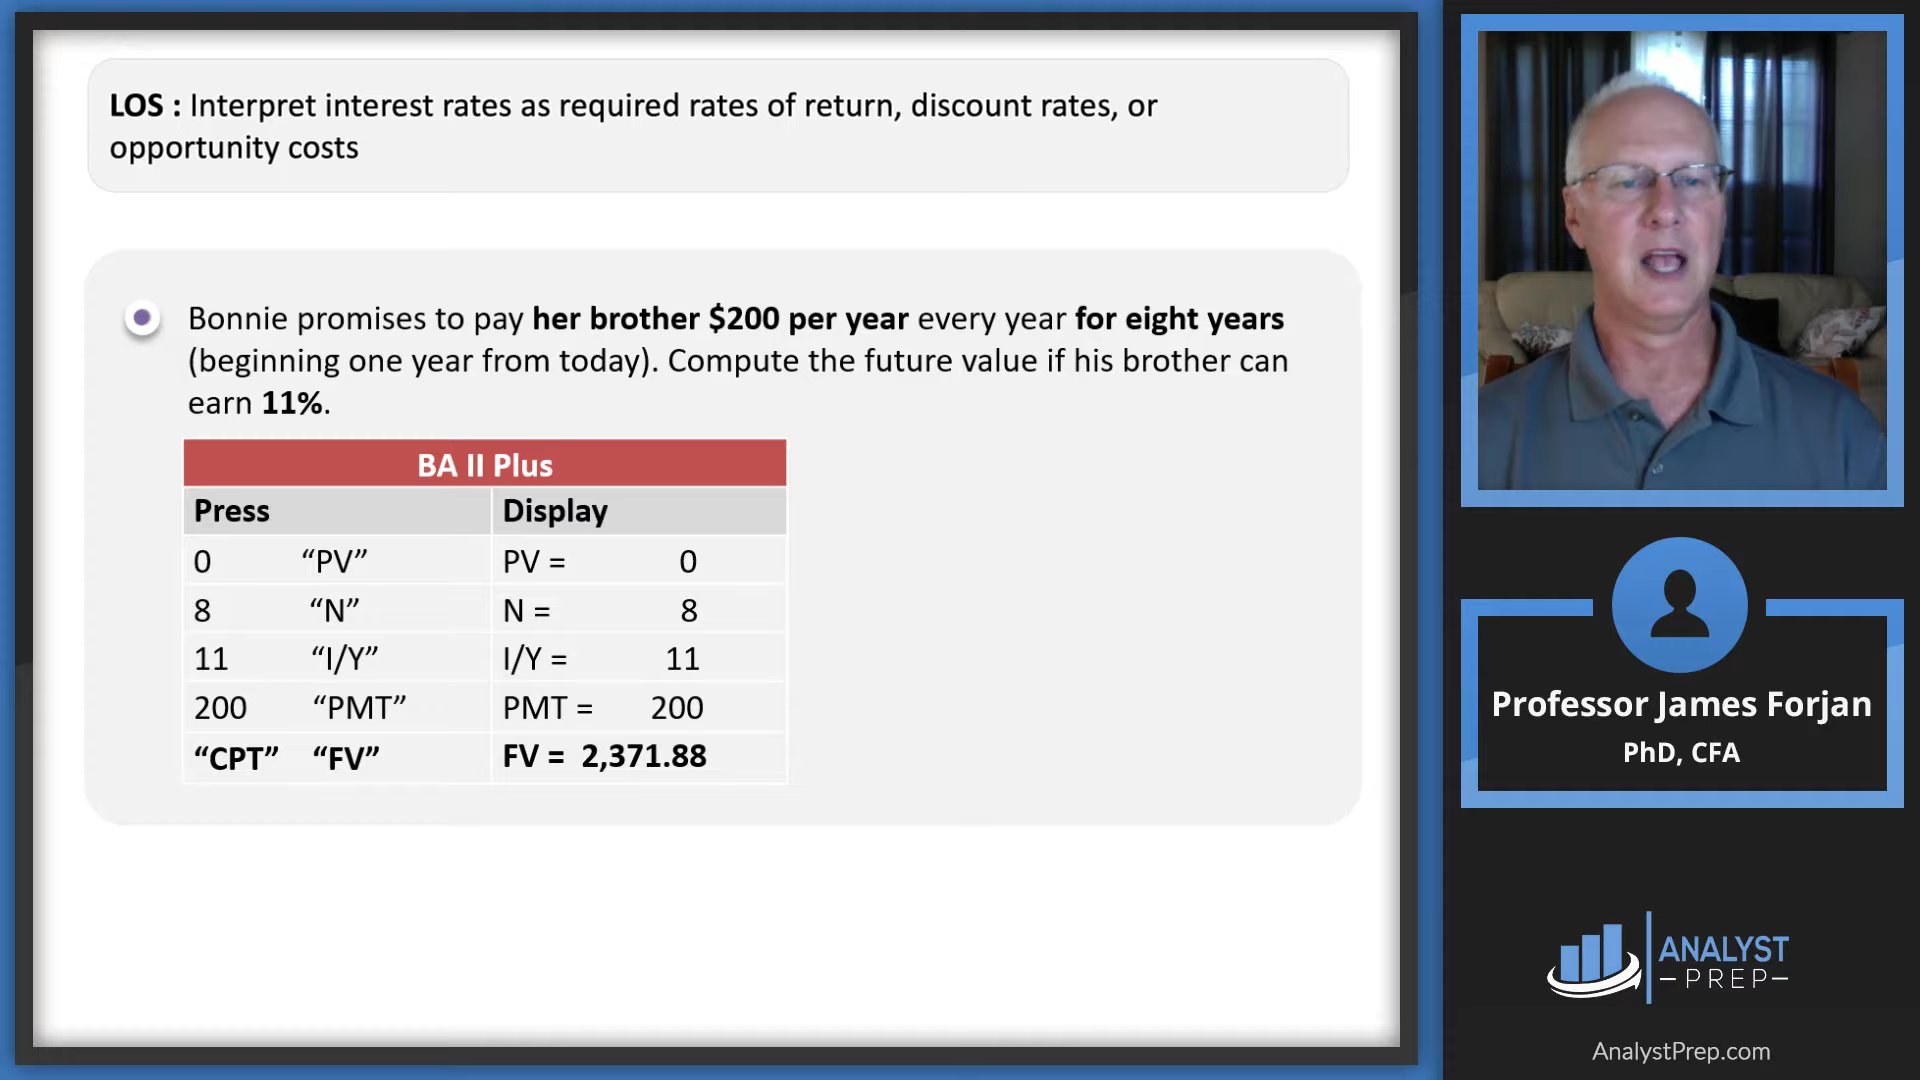 LOS : Interpret interest rates as required rates of return, discount rates, or
opportunity costs
Bonnie promises to pay her brother $200 per year every year for eight years
(beginning one year from today). Compute the future value if his brother can
earn 11%.
BA II Plus
Press Display
0 “PV” PV = 0
8 “N” N = 8
11 “I/Y” I/Y = 11
200 “PMT” PMT = 200
“CPT” “FV” FV = 2,371.88
Professor James Forjan
PhD, CFA
ANALYST
PREP
AnalystPrep.com